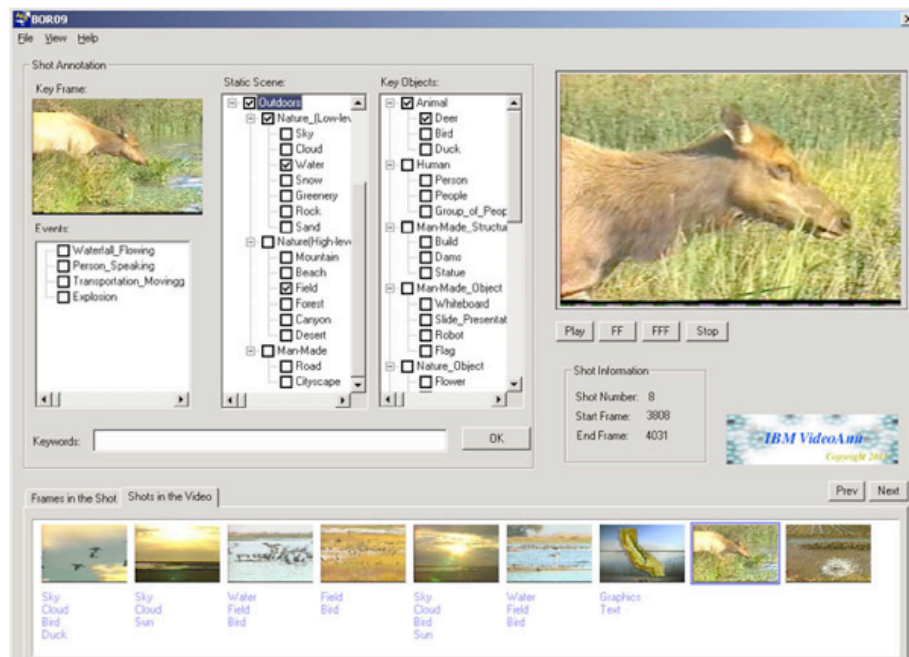 BOR09
File View Help
Shot Annotation
Key Frame:
Static Scene:
Key Objects:
Outdoors
Nature_(Low-lev
Sky
Cloud
Water
Snow
Greenery
Rock
Sand
Nature(High-leve
Mountain
Beach
Field
Forest
Canyon
Desert
Man-Made
Road
Cityscape
Animal
Deer
Bird
Duck
Human
Person
People
Group_of_Peop
Man-Made_Structu
Build
Dams
Statue
Man-Made_Object
Whiteboard
Slide_Presentat
Robot
Flag
Nature_Object
Flower
Events:
Waterfall_Flowing
Person_Speaking
Transportation_Movingg
Explosion
Play FF FFF Stop
Shot Information
Shot Number: 8
Start Frame: 3808
End Frame: 4031
IBM VideoAnn
Copyright
Keywords:
OK
Prev Next
Frames in the Shot Shots in the Video
Sky
Cloud
Bird
Duck
Sky
Cloud
Sun
Water
Field
Bird
Field
Bird
Sky
Cloud
Bird
Sun
Water
Field
Bird
Graphics
Text